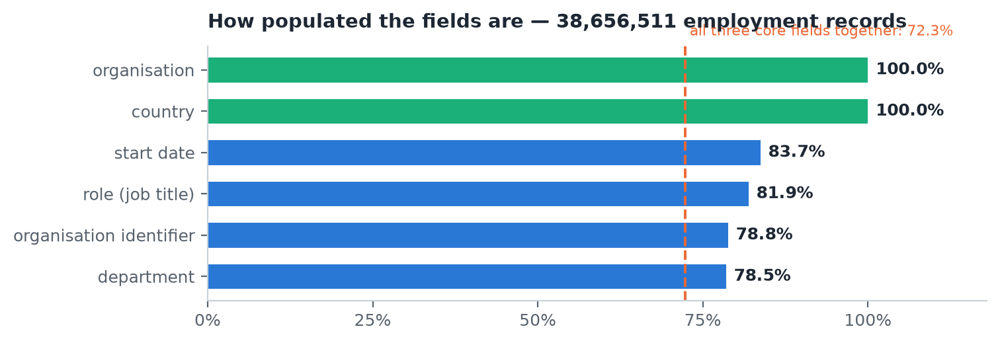 How populated the fields are — 38,656,511 employment records
all three core fields together: 72.3%
organisation 100.0%
country 100.0%
start date 83.7%
role (job title) 81.9%
organisation identifier 78.8%
department 78.5%
0% 25% 50% 75% 100%